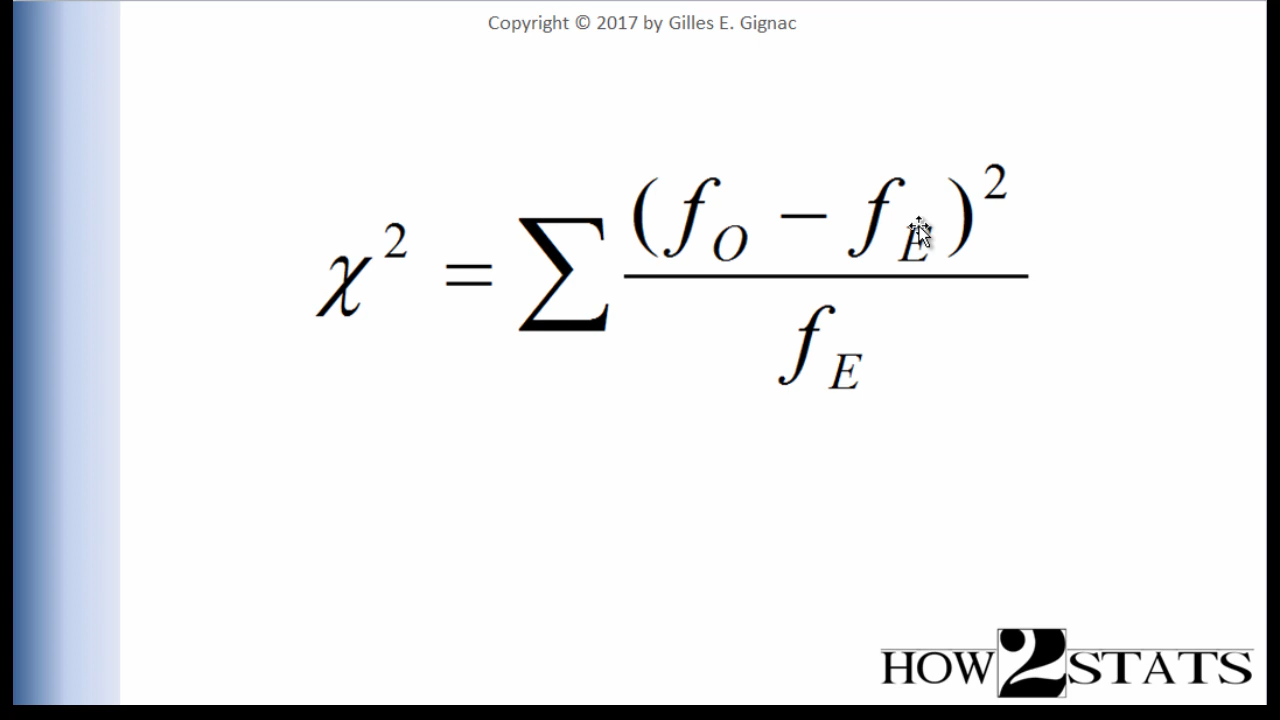 Copyright © 2017 by Gilles E. Gignac
χ² = ∑ (f_O − f_E)² / f_E
HOW2STATS